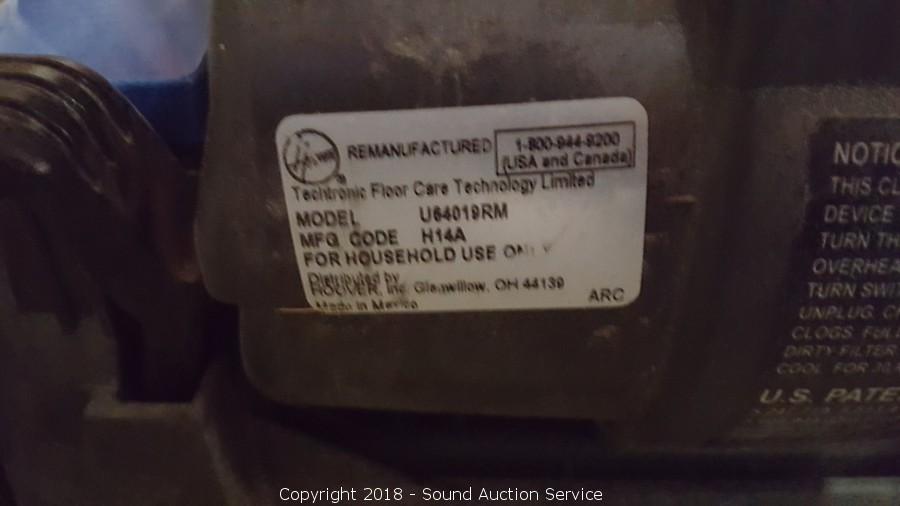 REMANUFACTURED
1-800-944-9200
(USA and Canada)
Techtronic Floor Care Technology Limited
MODEL U64019RM
MFG. CODE H14A
FOR HOUSEHOLD USE ONLY
Distributed by
HOOVER, Inc. Glenwillow, OH 44139
Made in Mexico
ARC
NOTIC
THIS CL
DEVICE
TURN TH
OVERHEA
TURN SWI
UNPLUG. C
CLOGS. FUL
DIRTY FILTER
COOL FOR 30
U.S. PATE
Copyright 2018 - Sound Auction Service